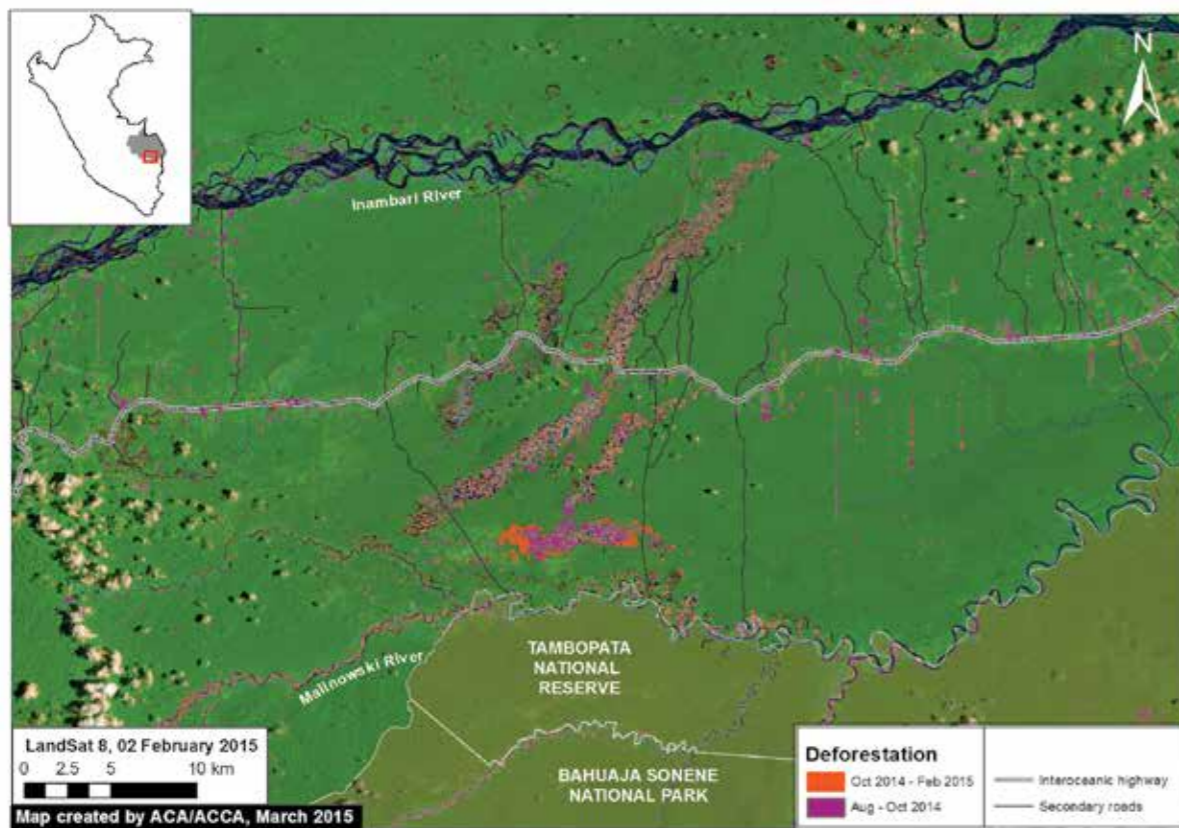 N
Inambari River
Malinowski River
TAMBOPATA
NATIONAL
RESERVE
BAHUAJA SONENE
NATIONAL PARK
LandSat 8, 02 February 2015
0 2.5 5 10 km
Map created by ACA/ACCA, March 2015
Deforestation
Oct 2014 - Feb 2015
Aug - Oct 2014
Interoceanic highway
Secondary roads